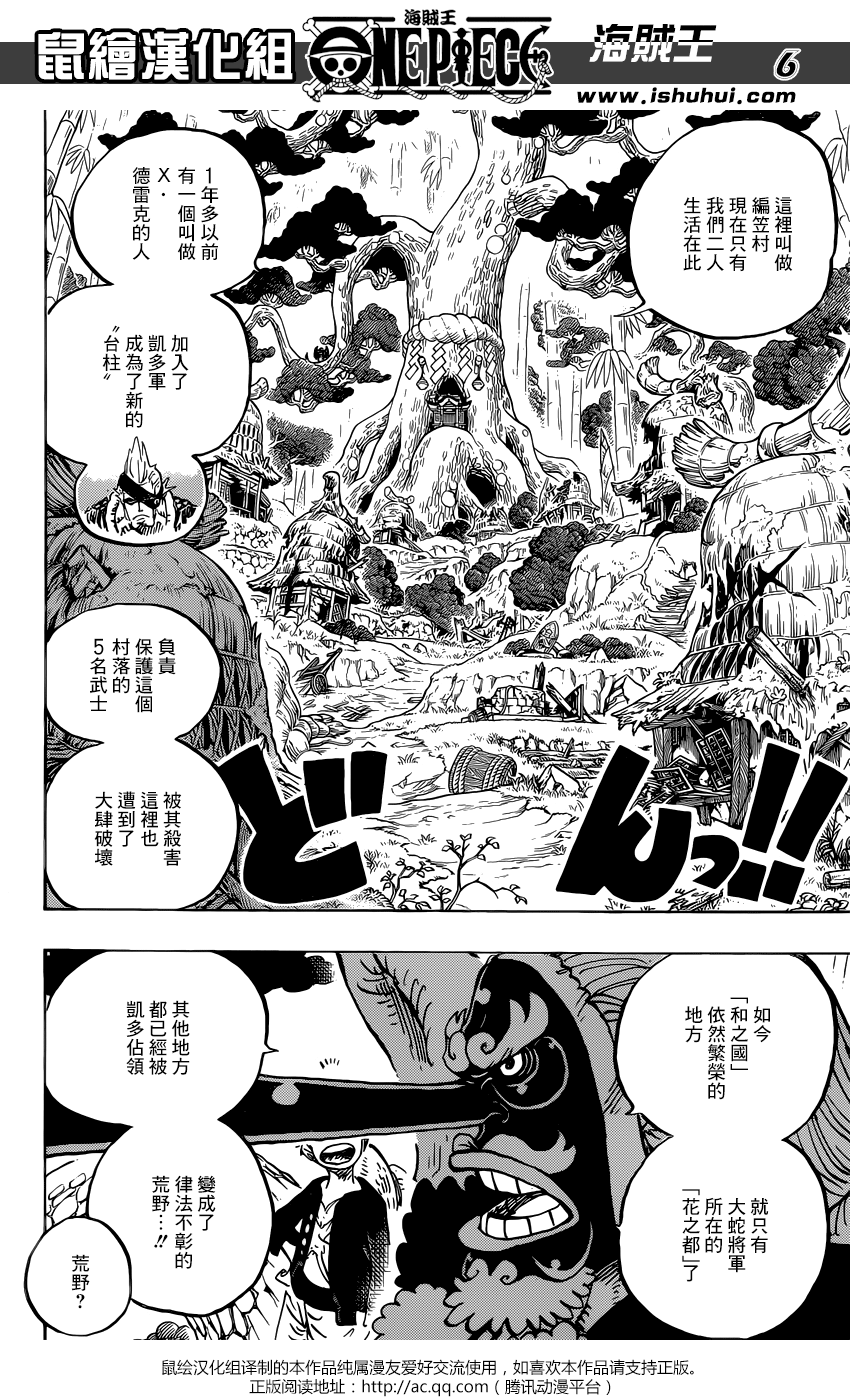 鼠繪漢化組
海賊王
ONE PIECE
海賊王
6
www.ishuhui.com
這裡叫做
編笠村
現在只有
我們二人
生活在此
1年多以前
有一個叫做
X・
德雷克的人
加入了
凱多軍
成為了新的
〝台柱〞
負責
保護這個
村落的
5名武士
被其殺害
這裡也
遭到了
大肆破壞
どんっ!!
如今
「和之國」
依然繁榮的
地方
就只有
大蛇將軍
所在的
「花之都」了
其他地方
都已經被
凱多佔領
變成了
律法不彰的
荒野…!!
荒野?
鼠绘汉化组译制的本作品纯属漫友爱好交流使用，如喜欢本作品请支持正版。
正版阅读地址：http://ac.qq.com（腾讯动漫平台）